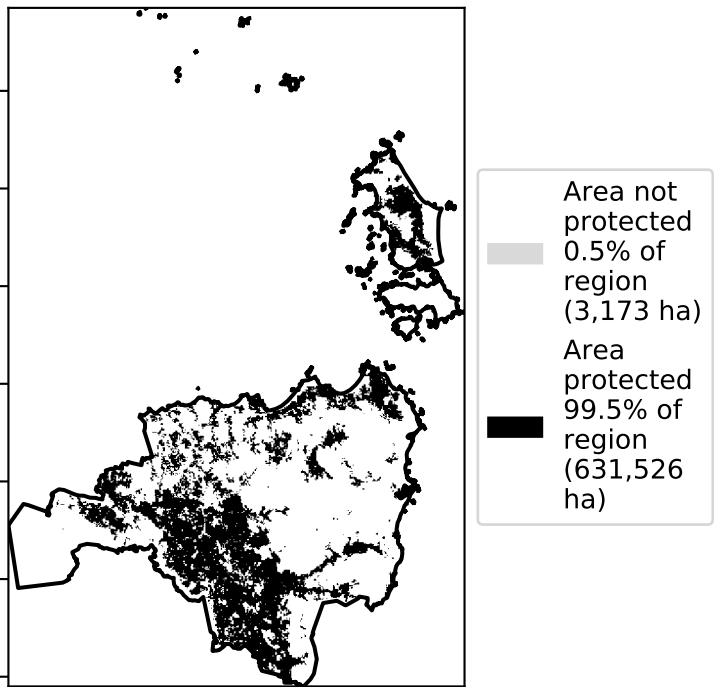 Area not
protected
0.5% of
region
(3,173 ha)
Area
protected
99.5% of
region
(631,526
ha)